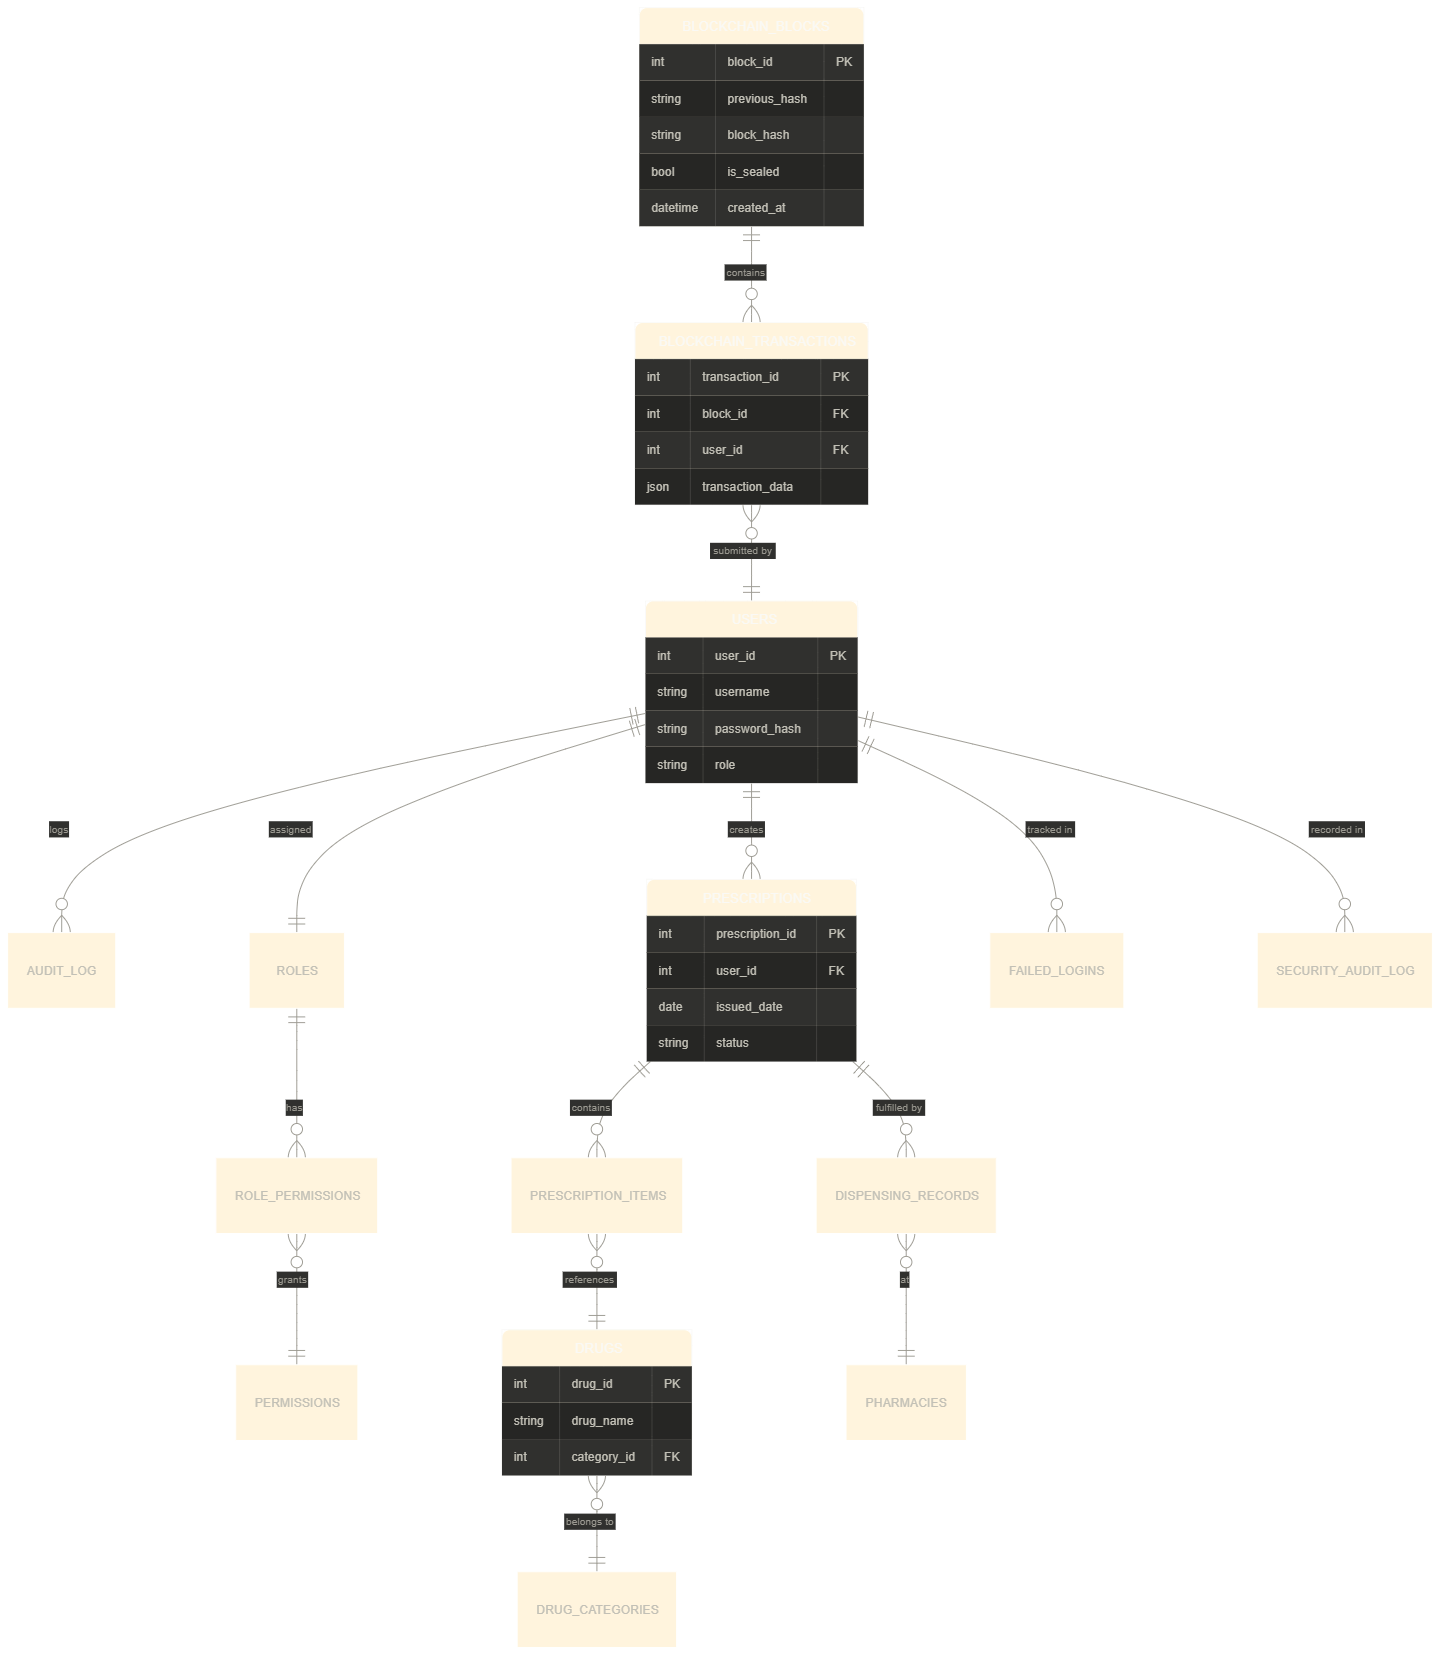 BLOCKCHAIN_BLOCKS
int block_id PK
string previous_hash
string block_hash
bool is_sealed
datetime created_at
contains
BLOCKCHAIN_TRANSACTIONS
int transaction_id PK
int block_id FK
int user_id FK
json transaction_data
submitted by
USERS
int user_id PK
string username
string password_hash
string role
logs
assigned
creates
tracked in
recorded in
PRESCRIPTIONS
int prescription_id PK
int user_id FK
date issued_date
string status
AUDIT_LOG
ROLES
FAILED_LOGINS
SECURITY_AUDIT_LOG
has
contains
fulfilled by
ROLE_PERMISSIONS
PRESCRIPTION_ITEMS
DISPENSING_RECORDS
grants
references
at
DRUGS
int drug_id PK
string drug_name
int category_id FK
PERMISSIONS
PHARMACIES
belongs to
DRUG_CATEGORIES